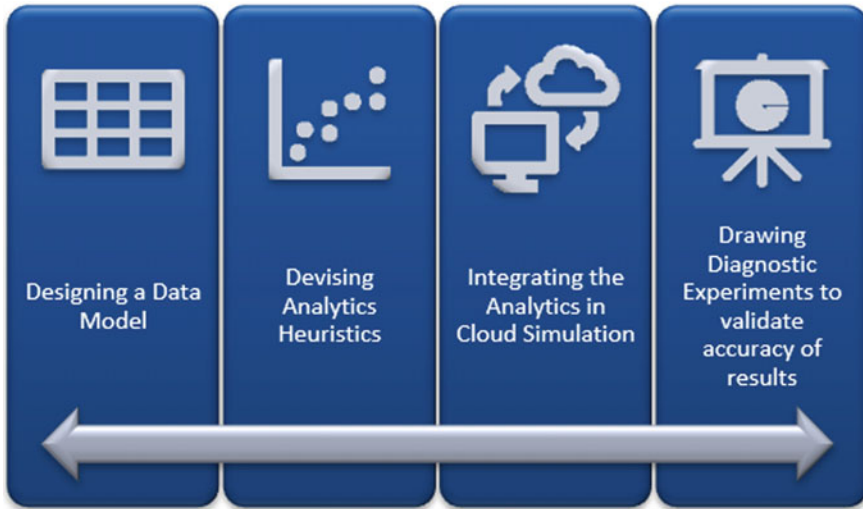 Designing a Data
Model
Devising
Analytics
Heuristics
Integrating the
Analytics in
Cloud Simulation
Drawing
Diagnostic
Experiments to
validate
accuracy of
results